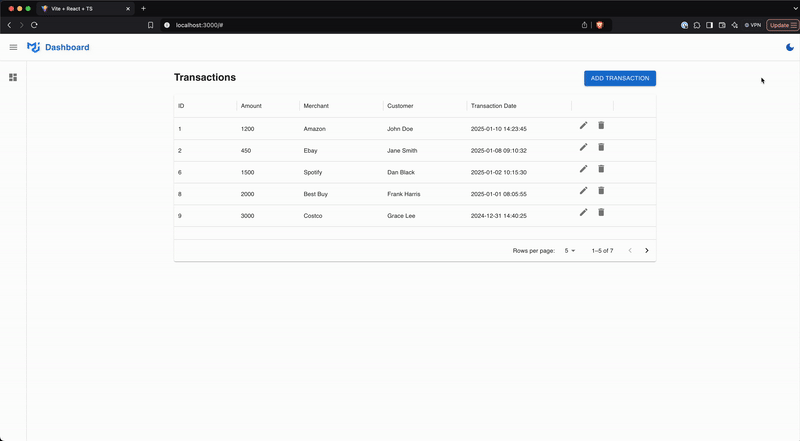 Vite + React + TS
localhost:3000/#
VPN
Update
Dashboard
Transactions
ADD TRANSACTION
ID Amount Merchant Customer Transaction Date
1 1200 Amazon John Doe 2025-01-10 14:23:45
2 450 Ebay Jane Smith 2025-01-08 09:10:32
6 1500 Spotify Dan Black 2025-01-02 10:15:30
8 2000 Best Buy Frank Harris 2025-01-01 08:05:55
9 3000 Costco Grace Lee 2024-12-31 14:40:25
Rows per page: 5 1–5 of 7